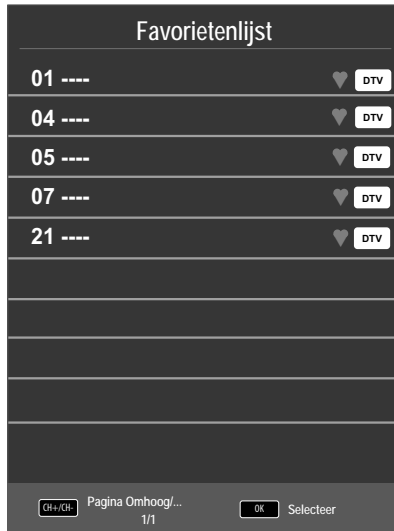 Favorietenlijst
01 ---- DTV
04 ---- DTV
05 ---- DTV
07 ---- DTV
21 ---- DTV
CH+/CH- Pagina Omhoog/... OK Selecteer
1/1